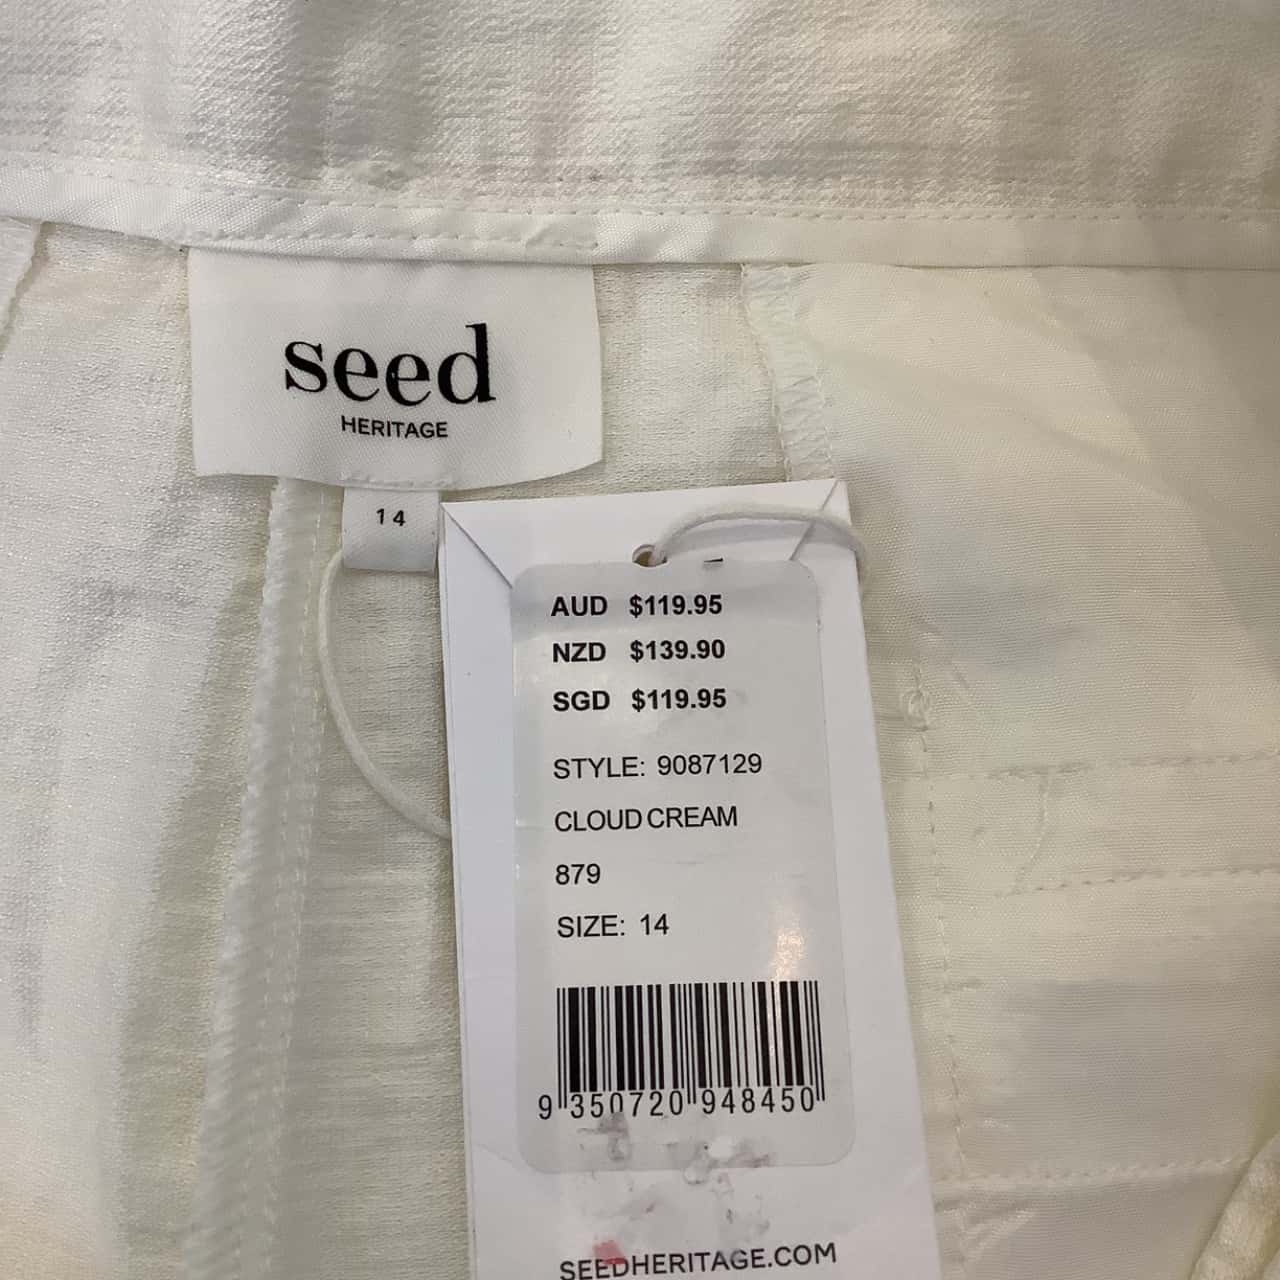 seed
HERITAGE
14
AUD $119.95
NZD $139.90
SGD $119.95
STYLE: 9087129
CLOUD CREAM
879
SIZE: 14
9 350720 948450
SEEDHERITAGE.COM